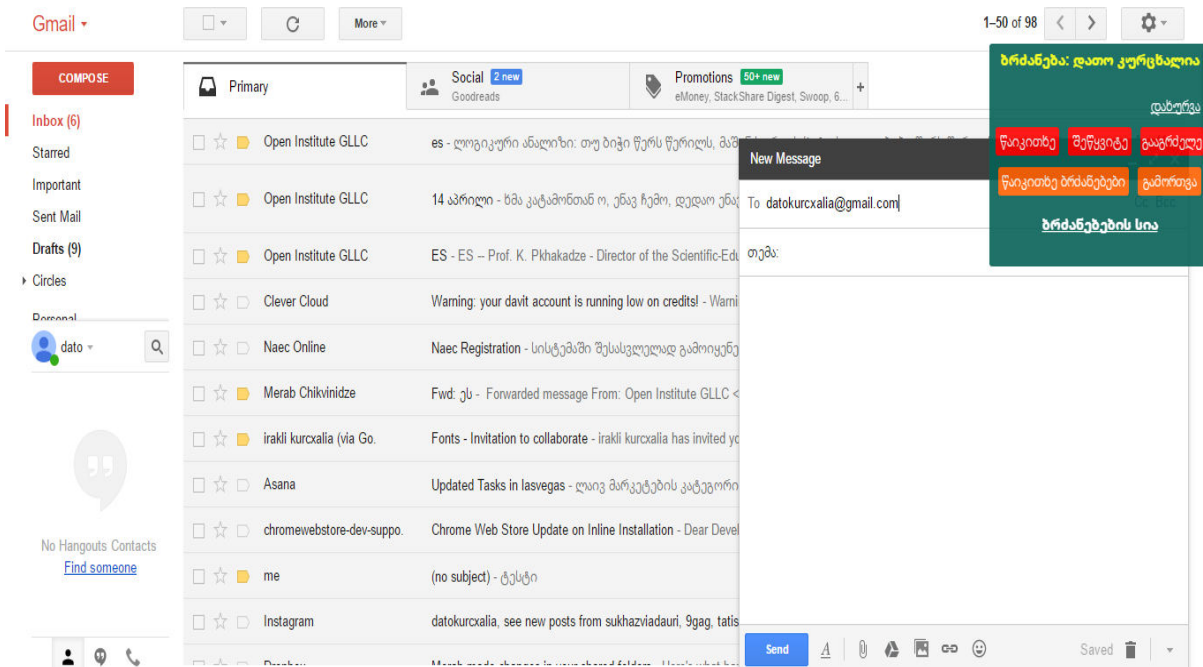 Gmail
More
1–50 of 98
COMPOSE
Primary
Social 2 new
Goodreads
Promotions 50+ new
eMoney, StackShare Digest, Swoop, 6...
+
ბრძანება: დათო კურცხალია
დახურვა
წაიკითხე შეწყვიტე გააგრძელე
წაიკითხე ბრძანებები გამორთვა
ბრძანებების სია
Inbox (6)
Starred
Important
Sent Mail
Drafts (9)
Circles
Personal
dato
No Hangouts Contacts
Find someone
Open Institute GLLC es - ლოგიკური ანალიზი: თუ ბიჭი წერს წერილს, მაშ
Open Institute GLLC 14 აპრილი - ხმა კატამონთან ო, ენავ ჩემო, დედაო ენავ
Open Institute GLLC ES - ES -- Prof. K. Pkhakadze - Director of the Scientific-Edu
Clever Cloud Warning: your davit account is running low on credits! - Warni
Naec Online Naec Registration - სისტემაში შესასვლელად გამოიყენე
Merab Chikvinidze Fwd: ეს - Forwarded message From: Open Institute GLLC <
irakli kurcxalia (via Go. Fonts - Invitation to collaborate - irakli kurcxalia has invited yo
Asana Updated Tasks in lasvegas - ლაივ მარკეტების კატეგორი
chromewebstore-dev-suppo. Chrome Web Store Update on Inline Installation - Dear Devel
me (no subject) - ტესტი
Instagram datokurcxalia, see new posts from sukhazviadauri, 9gag, tatis
New Message
To datokurcxalia@gmail.com
Cc Bcc
თემა:
Send
Saved